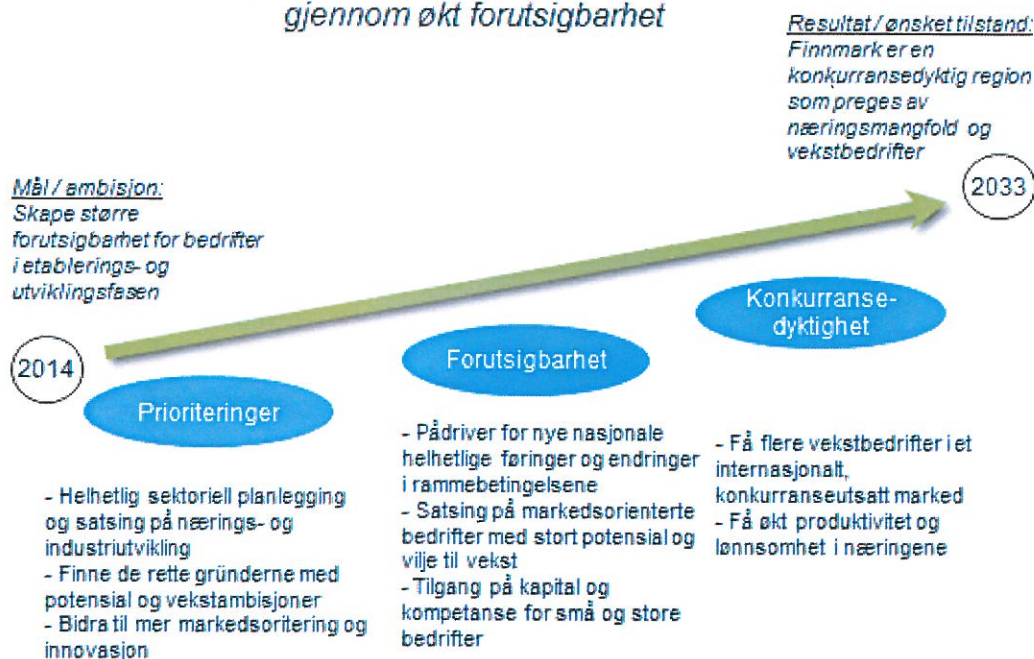 gjennom økt forutsigbarhet
Resultat / ønsket tilstand:
Finnmark er en
konkurransedyktig region
som preges av
næringsmangfold og
vekstbedrifter
2033
Mål / ambisjon:
Skape større
forutsigbarhet for bedrifter
i etablerings- og
utviklingsfasen
2014
Prioriteringer
- Helhetlig sektoriell planlegging
og satsing på nærings- og
industriutvikling
- Finne de rette gründerne med
potensial og vekstambisjoner
- Bidra til mer markedsoritering og
innovasjon
Forutsigbarhet
- Pådriver for nye nasjonale
helhetlige føringer og endringer
i rammebetingelsene
- Satsing på markedsorienterte
bedrifter med stort potensial og
vilje til vekst
- Tilgang på kapital og
kompetanse for små og store
bedrifter
Konkurranse-
dyktighet
- Få flere vekstbedrifter i et
internasjonalt,
konkurranseutsatt marked
- Få økt produktivitet og
lønnsomhet i næringene